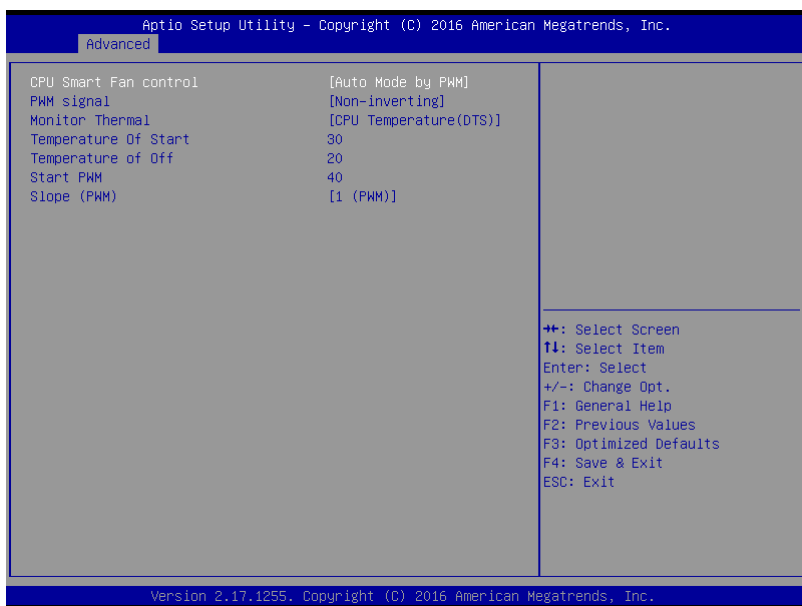 Aptio Setup Utility – Copyright (C) 2016 American Megatrends, Inc.
Advanced
CPU Smart Fan control [Auto Mode by PWM]
PWM signal [Non-inverting]
Monitor Thermal [CPU Temperature(DTS)]
Temperature Of Start 30
Temperature of Off 20
Start PWM 40
Slope (PWM) [1 (PWM)]
→←: Select Screen
↑↓: Select Item
Enter: Select
+/-: Change Opt.
F1: General Help
F2: Previous Values
F3: Optimized Defaults
F4: Save & Exit
ESC: Exit
Version 2.17.1255. Copyright (C) 2016 American Megatrends, Inc.